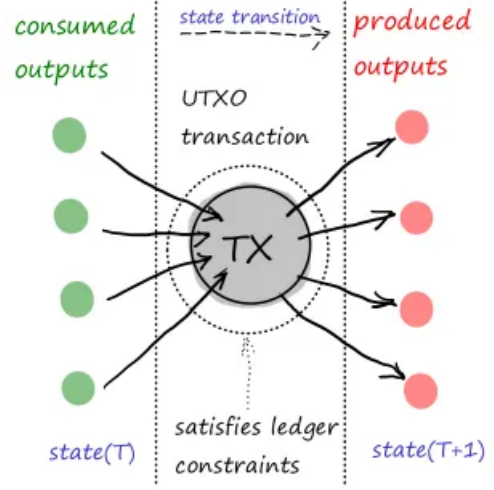 consumed
outputs
state transition
produced
outputs
UTXO
transaction
TX
satisfies ledger
constraints
state(T)
state(T+1)